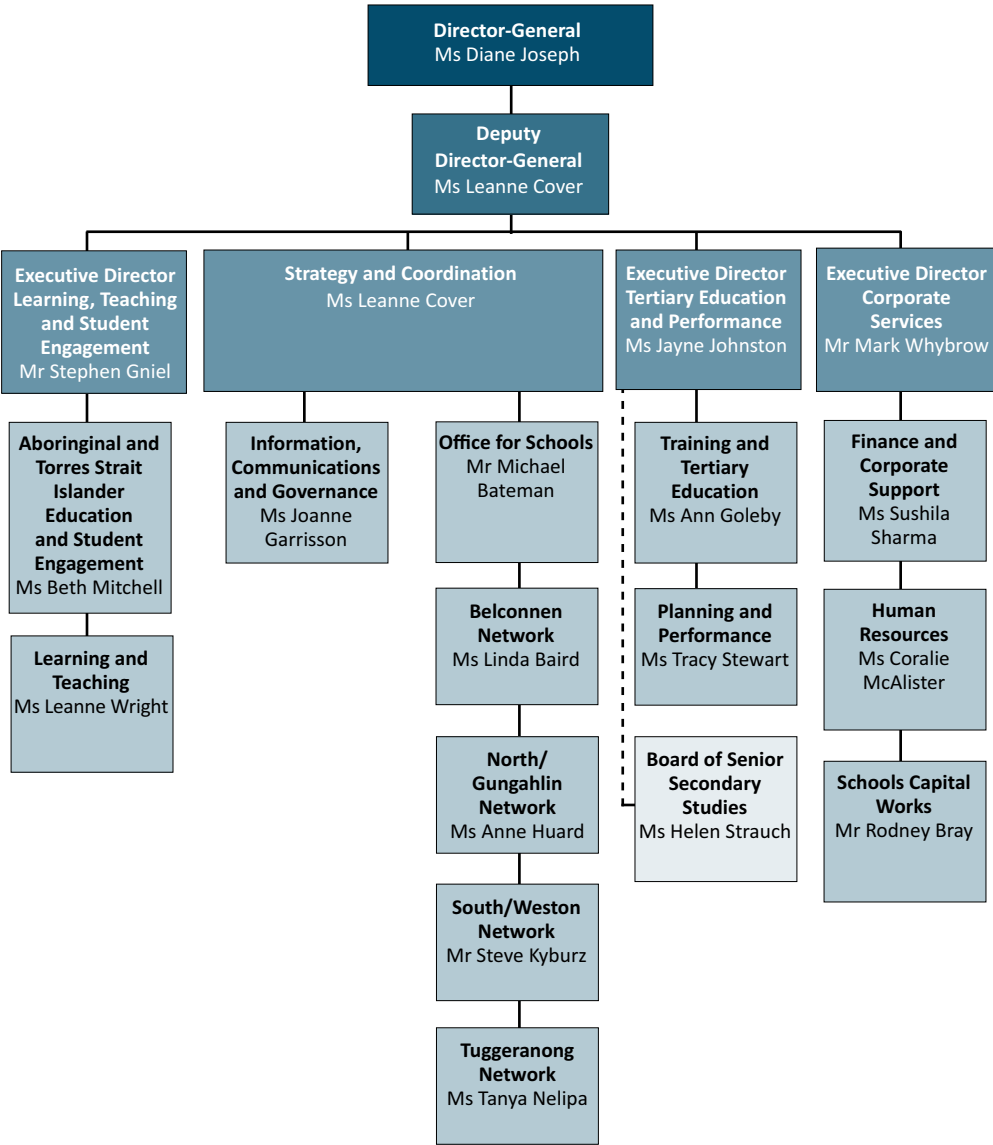 Director-General
Ms Diane Joseph
Deputy
Director-General
Ms Leanne Cover
Executive Director
Learning, Teaching
and Student
Engagement
Mr Stephen Gniel
Strategy and Coordination
Ms Leanne Cover
Executive Director
Tertiary Education
and Performance
Ms Jayne Johnston
Executive Director
Corporate
Services
Mr Mark Whybrow
Aboringinal and
Torres Strait
Islander
Education
and Student
Engagement
Ms Beth Mitchell
Learning and
Teaching
Ms Leanne Wright
Information,
Communications
and Governance
Ms Joanne
Garrisson
Office for Schools
Mr Michael
Bateman
Belconnen
Network
Ms Linda Baird
North/
Gungahlin
Network
Ms Anne Huard
South/Weston
Network
Mr Steve Kyburz
Tuggeranong
Network
Ms Tanya Nelipa
Training and
Tertiary
Education
Ms Ann Goleby
Planning and
Performance
Ms Tracy Stewart
Board of Senior
Secondary
Studies
Ms Helen Strauch
Finance and
Corporate
Support
Ms Sushila
Sharma
Human
Resources
Ms Coralie
McAlister
Schools Capital
Works
Mr Rodney Bray